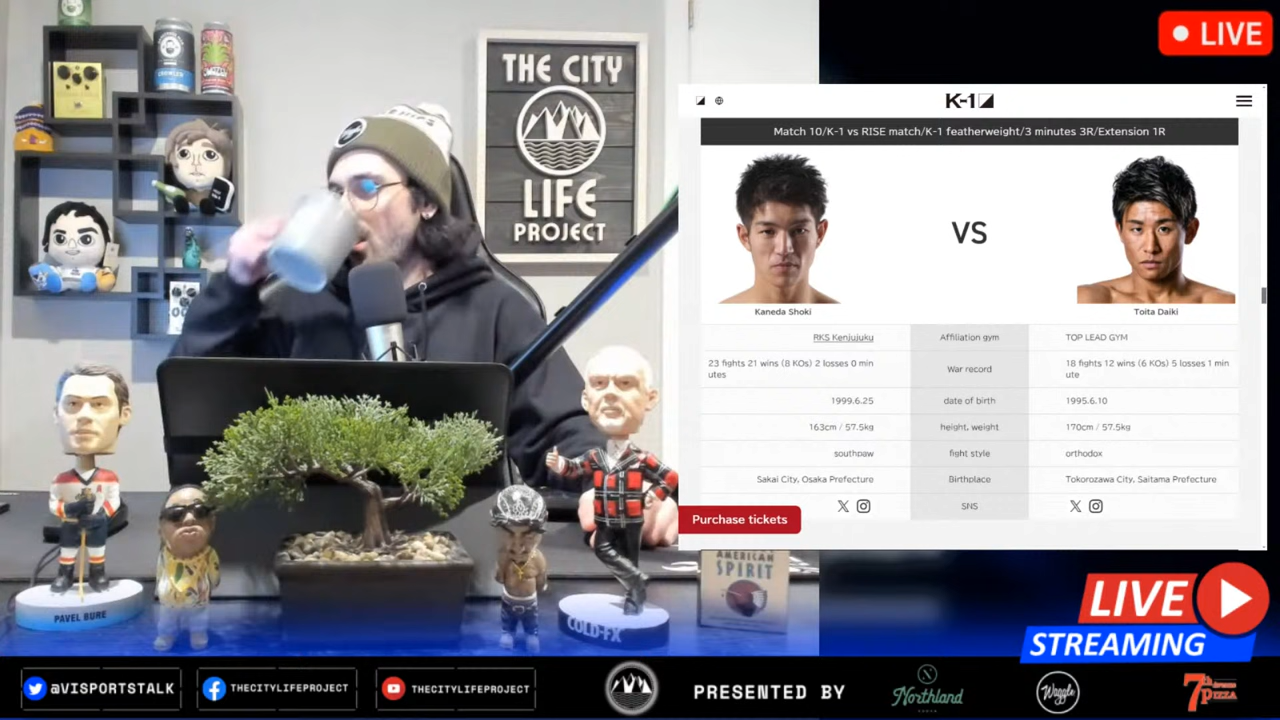 THE CITY
LIFE
PROJECT
PAVEL BURE
COLD-FX
AMERICAN
SPIRIT
LIVE
K-1
Match 10/K-1 vs RISE match/K-1 featherweight/3 minutes 3R/Extension 1R
VS
Kaneda Shoki
Toita Daiki
RKS Kenjujuku Affiliation gym TOP LEAD GYM
23 fights 21 wins (8 KOs) 2 losses 0 min
utes
War record
18 fights 12 wins (6 KOs) 5 losses 1 min
ute
1999.6.25 date of birth 1995.6.10
163cm / 57.5kg height, weight 170cm / 57.5kg
southpaw fight style orthodox
Sakai City, Osaka Prefecture Birthplace Tokorozawa City, Saitama Prefecture
SNS
Purchase tickets
LIVE
STREAMING
@VISPORTSTALK
THECITYLIFEPROJECT
THECITYLIFEPROJECT
PRESENTED BY
Northland
Waggle
7th
PIZZA